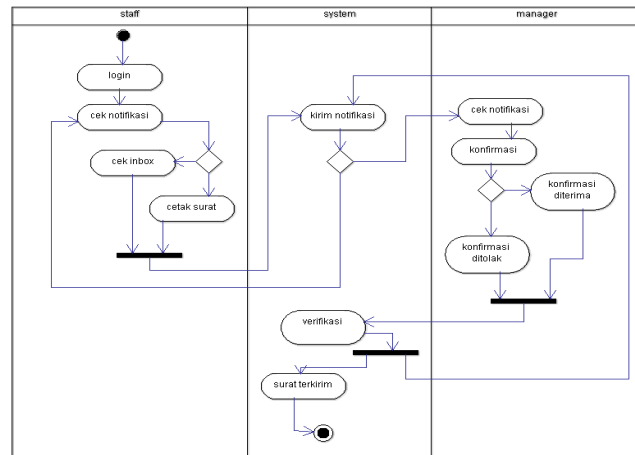 staff
system
manager
login
cek notifikasi
kirim notifikasi
cek notifikasi
konfirmasi
cek inbox
konfirmasi
diterima
cetak surat
konfirmasi
ditolak
verifikasi
surat terkirim